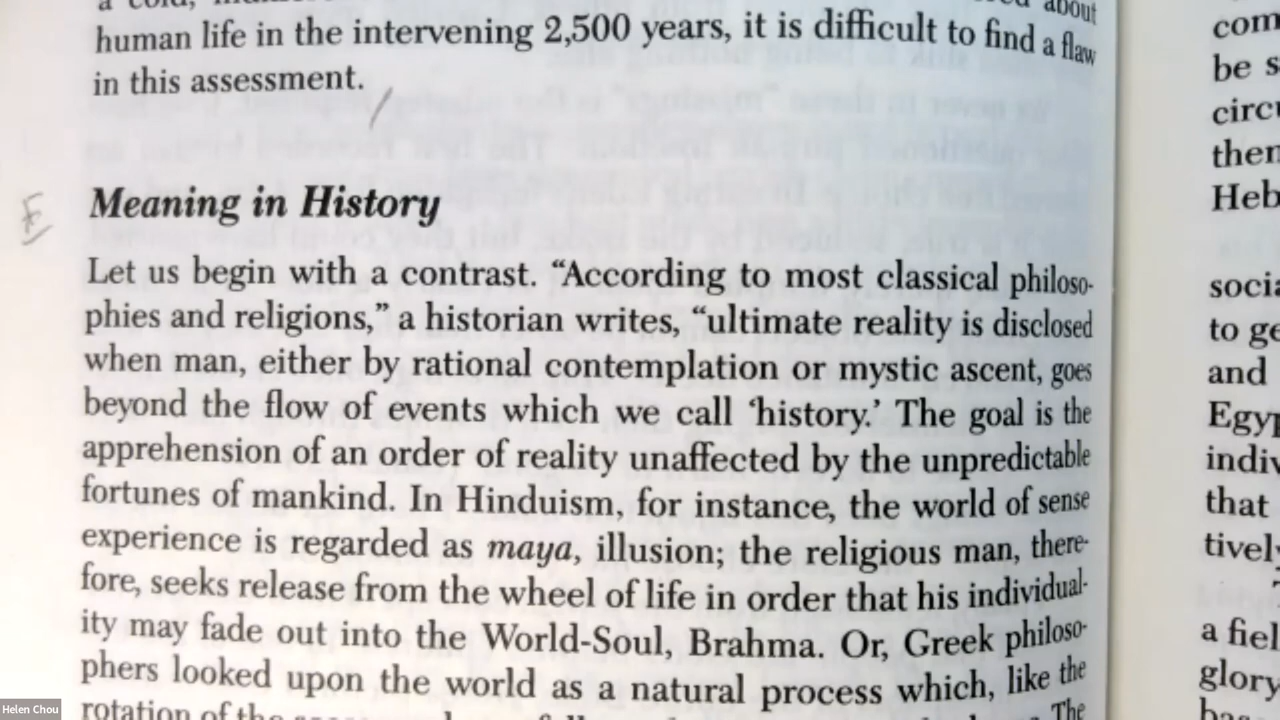 about
human life in the intervening 2,500 years, it is difficult to find a flaw
in this assessment.
E
Meaning in History
Let us begin with a contrast. “According to most classical philoso-
phies and religions,” a historian writes, “ultimate reality is disclosed
when man, either by rational contemplation or mystic ascent, goes
beyond the flow of events which we call ‘history.’ The goal is the
apprehension of an order of reality unaffected by the unpredictable
fortunes of mankind. In Hinduism, for instance, the world of sense
experience is regarded as maya, illusion; the religious man, there-
fore, seeks release from the wheel of life in order that his individual-
ity may fade out into the World-Soul, Brahma. Or, Greek philoso-
phers looked upon the world as a natural process which, like the
rotation of the The
com
be s
circu
then
Heb
socia
to ge
and
Egyp
indiv
that
tively
a fiel
glory
Helen Chou